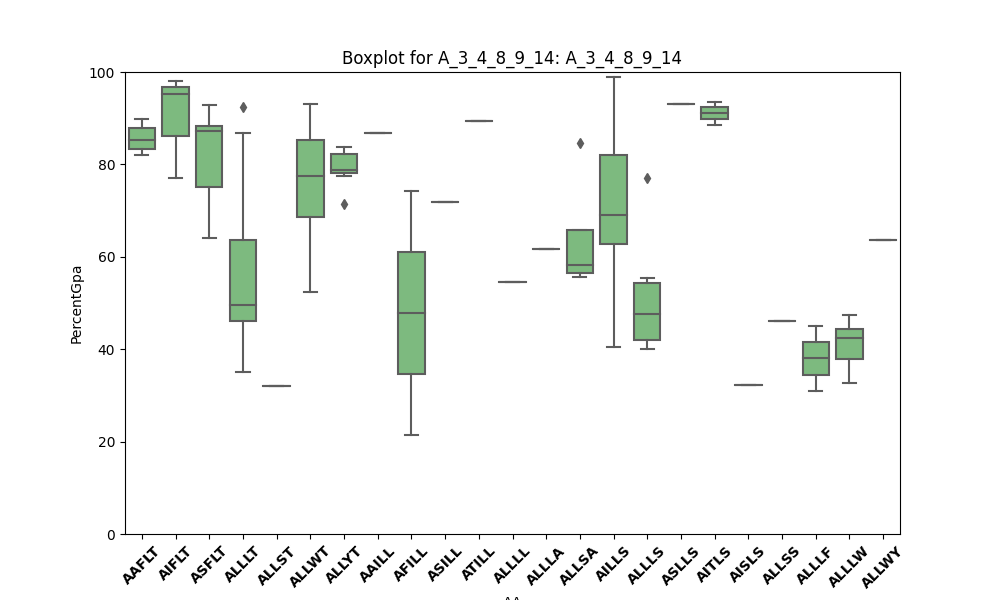 Boxplot for A_3_4_8_9_14: A_3_4_8_9_14
PercentGpa
100
80
60
40
20
0
AAFLT
AIFLT
ASFLT
ALLLT
ALLST
ALLWT
ALLYT
AAILL
AFILL
ASILL
ATILL
ALLLL
ALLLA
ALLSA
AILLS
ALLLS
ASLLS
AITLS
AISLS
ALLSS
ALLLF
ALLLW
ALLWY